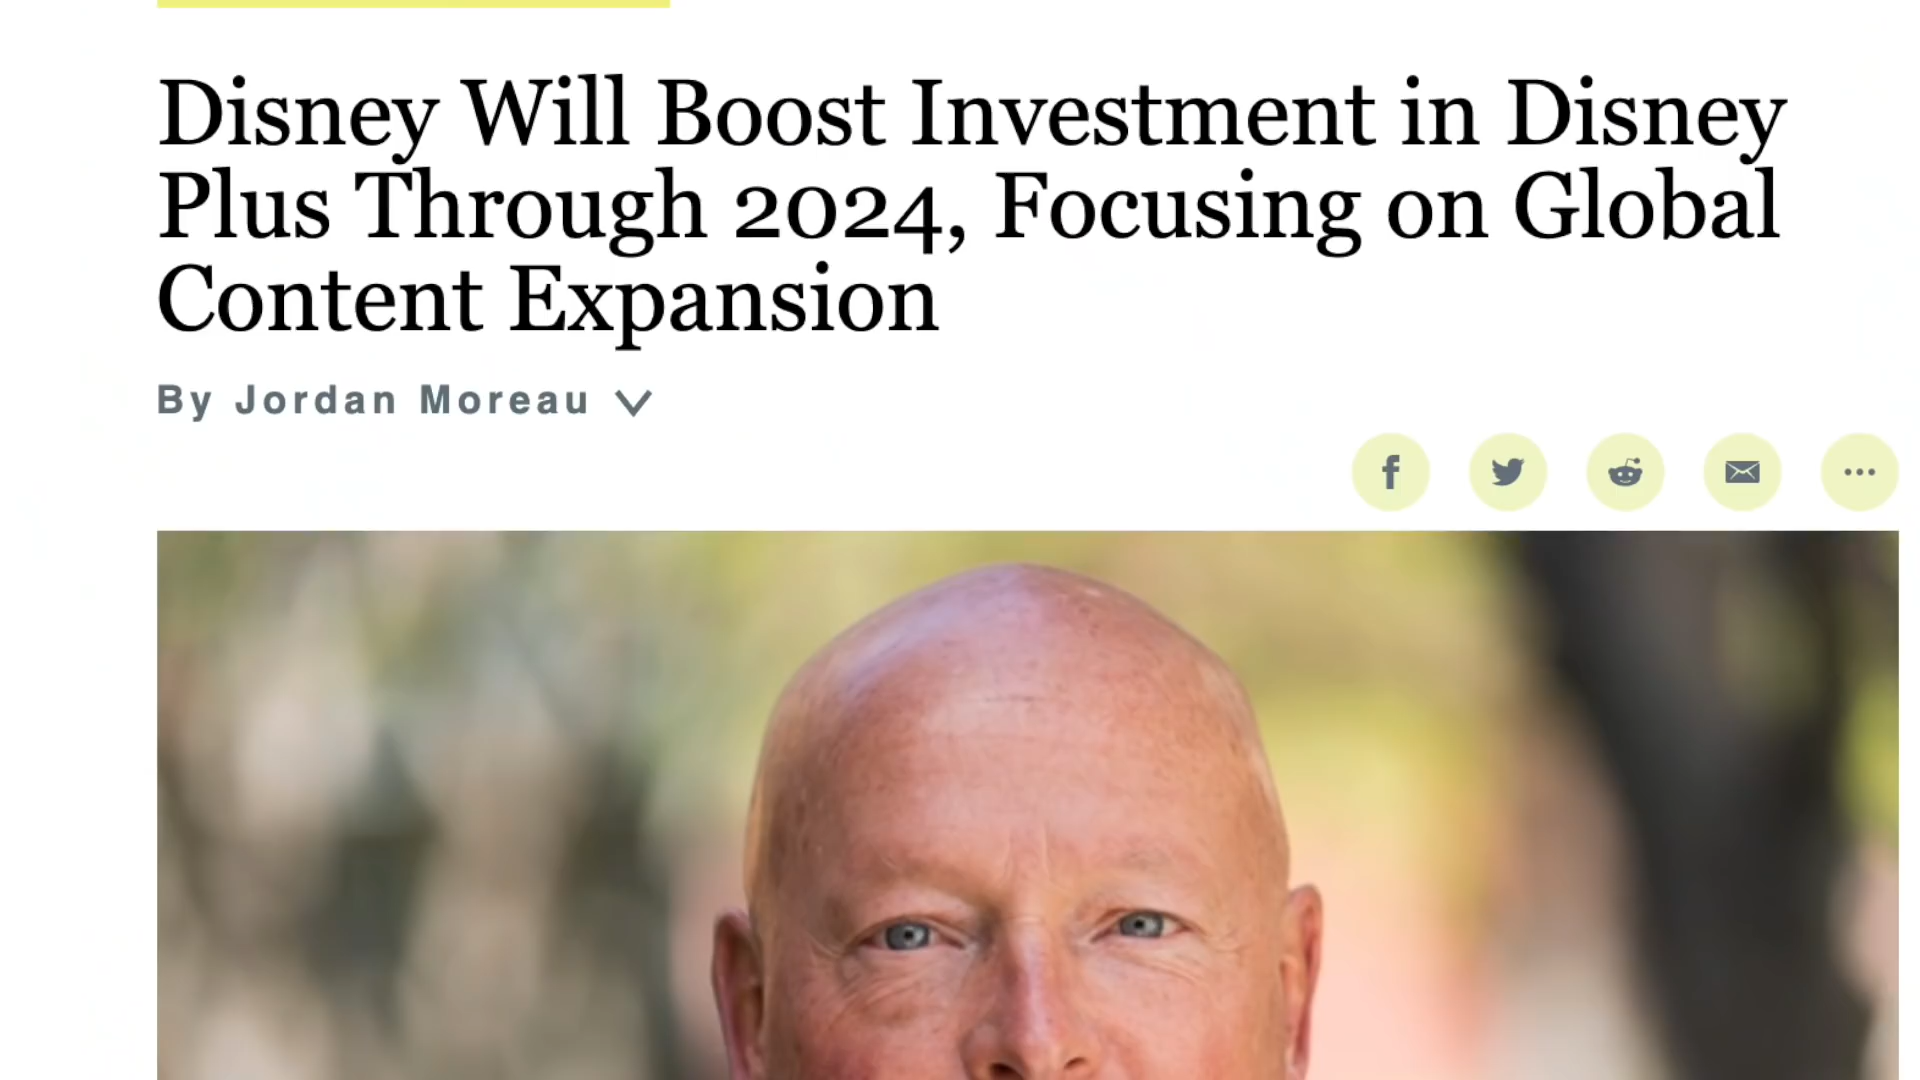 Disney Will Boost Investment in Disney
Plus Through 2024, Focusing on Global
Content Expansion
By Jordan Moreau